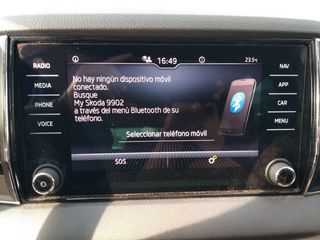 RADIO
MEDIA
PHONE
VOICE
16:49
23.5°C
No hay ningún dispositivo móvil
conectado.
Busque
My Skoda 9902
a través del menú Bluetooth de su
teléfono.
Seleccionar teléfono móvil
SOS
NAV
APP
CAR
MENU